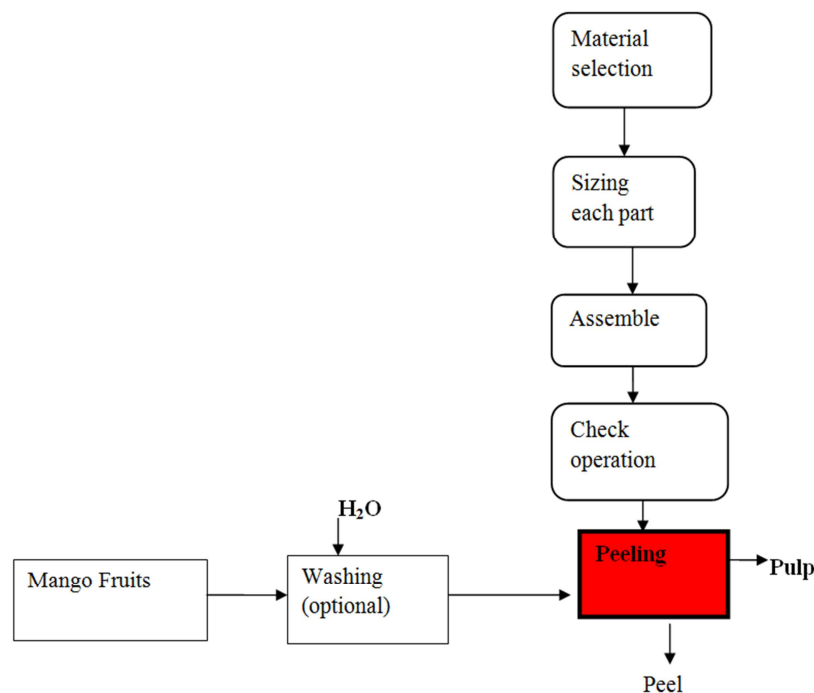 Material
selection
Sizing
each part
Assemble
Check
operation
H₂O
Mango Fruits
Washing
(optional)
Peeling
Pulp
Peel